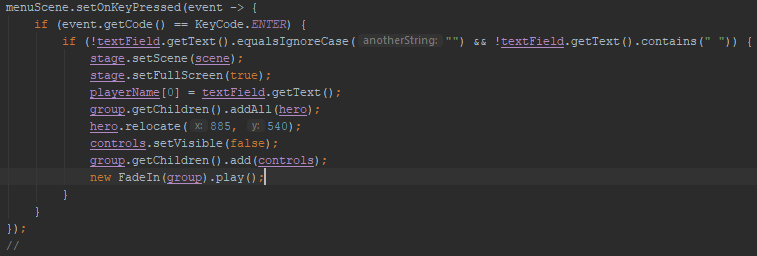 menuScene.setOnKeyPressed(event -> {
if (event.getCode() == KeyCode.ENTER) {
if (!textField.getText().equalsIgnoreCase( anotherString: "") && !textField.getText().contains(" ")) {
stage.setScene(scene);
stage.setFullScreen(true);
playerName[0] = textField.getText();
group.getChildren().addAll(hero);
hero.relocate( x: 885, y: 540);
controls.setVisible(false);
group.getChildren().add(controls);
new FadeIn(group).play();
}
}
});
//